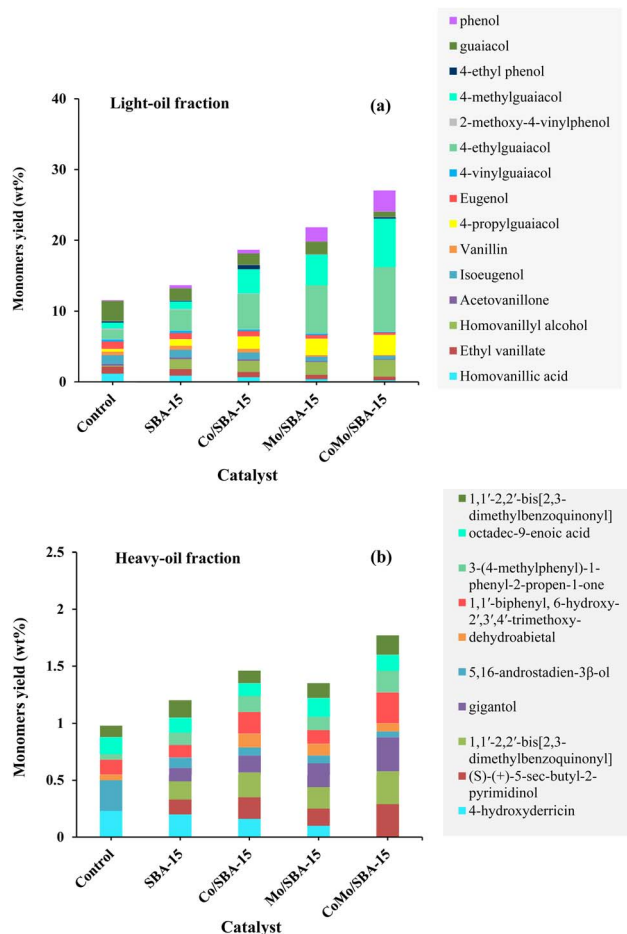 Light-oil fraction
(a)
Monomers yield (wt%)
40
30
20
10
0
Control
SBA-15
Co/SBA-15
Mo/SBA-15
CoMo/SBA-15
Catalyst
phenol
guaiacol
4-ethyl phenol
4-methylguaiacol
2-methoxy-4-vinylphenol
4-ethylguaiacol
4-vinylguaiacol
Eugenol
4-propylguaiacol
Vanillin
Isoeugenol
Acetovanillone
Homovanillyl alcohol
Ethyl vanillate
Homovanillic acid
Heavy-oil fraction
(b)
Monomers yield (wt%)
2.5
2
1.5
1
0.5
0
Control
SBA-15
Co/SBA-15
Mo/SBA-15
CoMo/SBA-15
Catalyst
1,1′-2,2′-bis[2,3-
dimethylbenzoquinonyl]
octadec-9-enoic acid
3-(4-methylphenyl)-1-
phenyl-2-propen-1-one
1,1′-biphenyl, 6-hydroxy-
2′,3′,4′-trimethoxy-
dehydroabietal
5,16-androstadien-3β-ol
gigantol
1,1′-2,2′-bis[2,3-
dimethylbenzoquinonyl]
(S)-(+)-5-sec-butyl-2-
pyrimidinol
4-hydroxyderricin